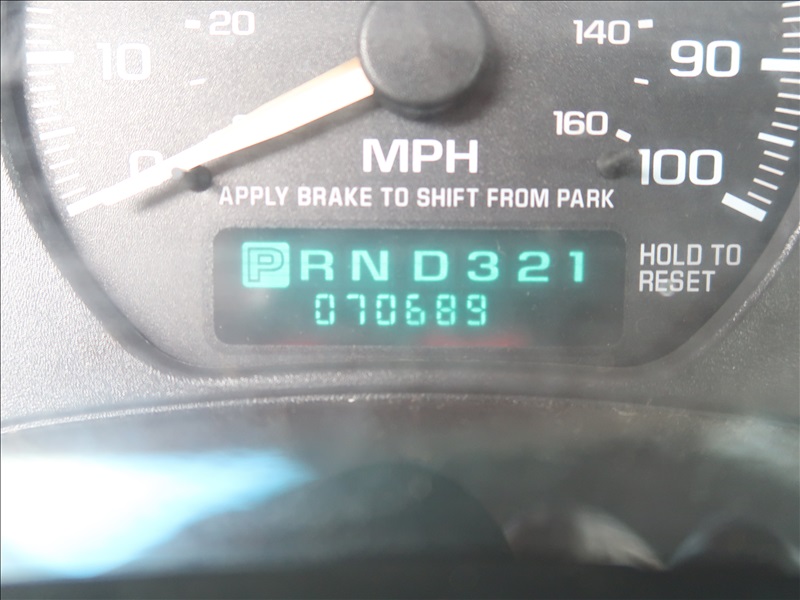 20
140
10
90
160
0
MPH
100
APPLY BRAKE TO SHIFT FROM PARK
PRND321
HOLD TO
RESET
070689